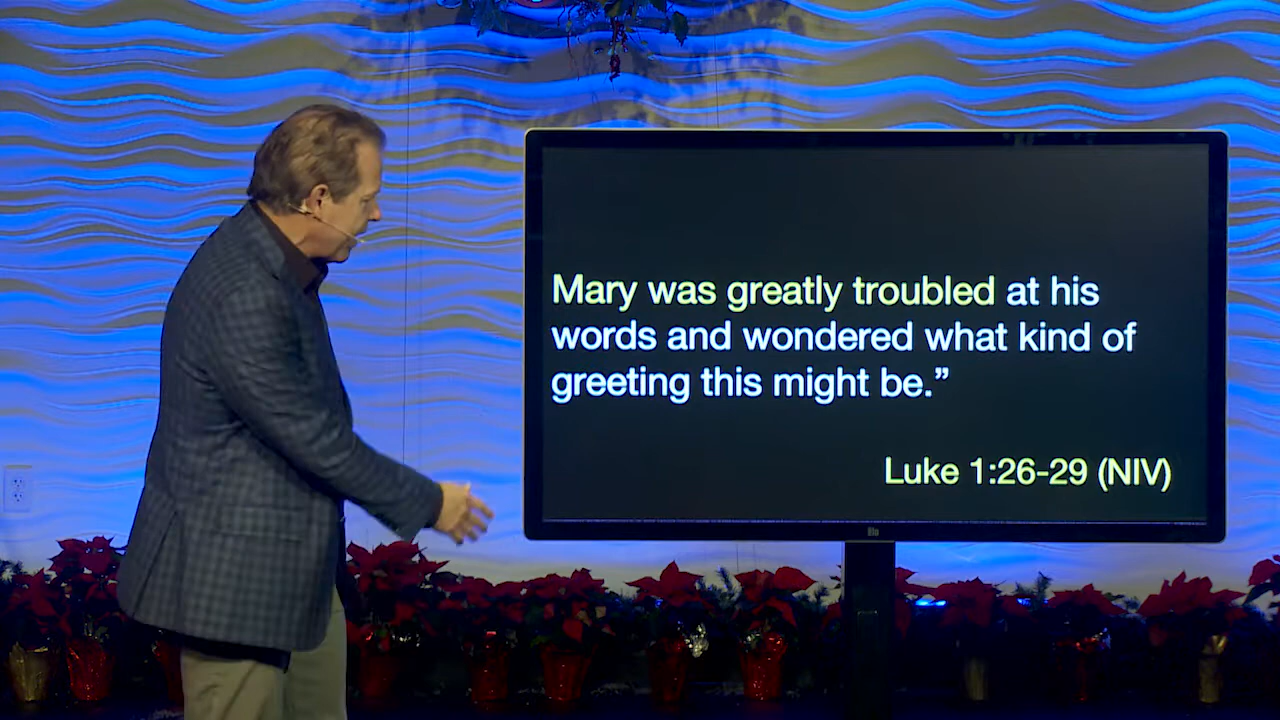 Mary was greatly troubled at his
words and wondered what kind of
greeting this might be.”
Luke 1:26-29 (NIV)
Elo